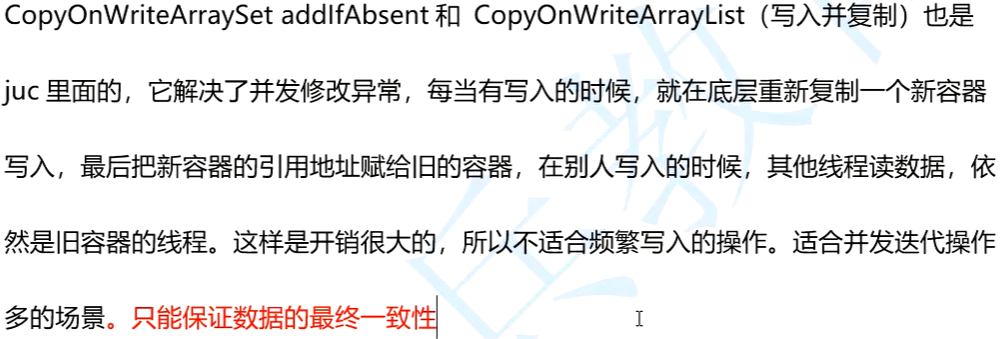 CopyOnWriteArraySet addIfAbsent 和 CopyOnWriteArrayList（写入并复制）也是
juc 里面的，它解决了并发修改异常，每当有写入的时候，就在底层重新复制一个新容器
写入，最后把新容器的引用地址赋给旧的容器，在别人写入的时候，其他线程读数据，依
然是旧容器的线程。这样是开销很大的，所以不适合频繁写入的操作。适合并发迭代操作
多的场景。只能保证数据的最终一致性